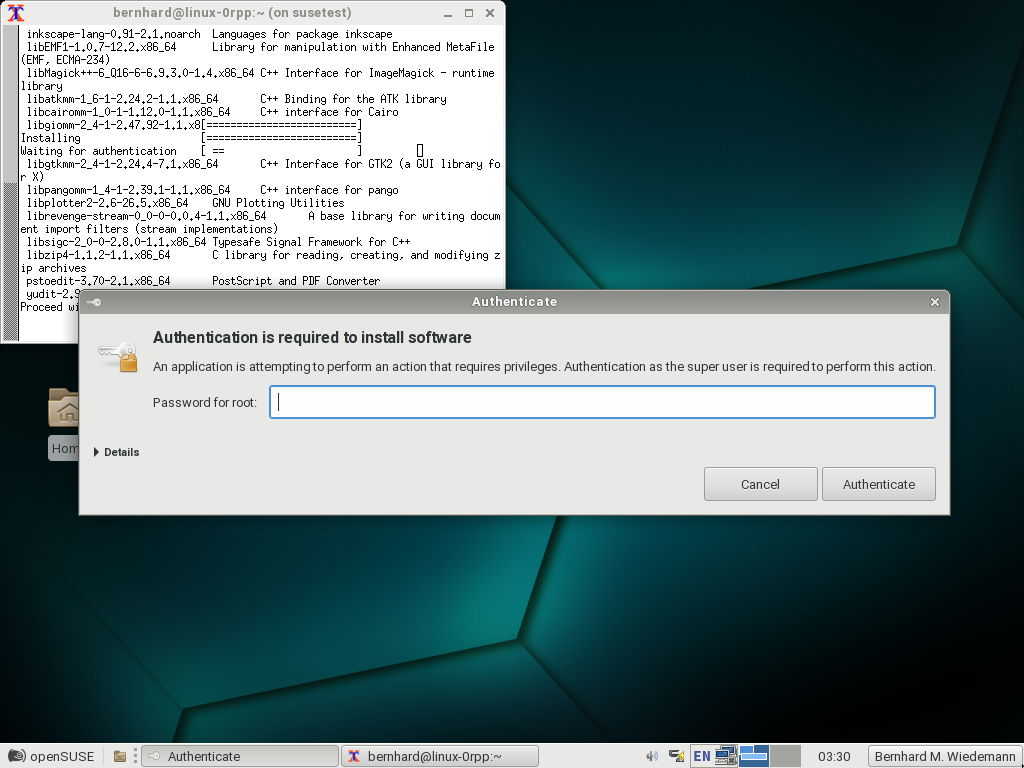 bernhard@linux-0rpp:~ (on susetest)
inkscape-lang-0.91-2.1.noarch Languages for package inkscape
libEMF1-1.0.7-12.2.x86_64 Library for manipulation with Enhanced MetaFile
(EMF, ECMA-234)
libMagick++-6_Q16-6-6.9.3.0-1.4.x86_64 C++ Interface for ImageMagick - runtime
library
libatkmm-1_6-1-2.24.2-1.1.x86_64 C++ Binding for the ATK library
libcairomm-1_0-1-1.12.0-1.1.x86_64 C++ interface for Cairo
libgiomm-2_4-1-2.47.92-1.1.x8[=========================]
Installing [=========================]
Waiting for authentication [ == ]
libgtkmm-2_4-1-2.24.4-7.1.x86_64 C++ Interface for GTK2 (a GUI library fo
r X)
libpangomm-1_4-1-2.39.1-1.1.x86_64 C++ interface for pango
libplotter2-2.6-26.5.x86_64 GNU Plotting Utilities
librevenge-stream-0_0-0-0.0.4-1.1.x86_64 A base library for writing docum
ent import filters (stream implementations)
libsigc-2_0-0-2.8.0-1.1.x86_64 Typesafe Signal Framework for C++
libzip4-1.1.2-1.1.x86_64 C library for reading, creating, and modifying z
ip archives
pstoedit-3.70-2.1.x86_64 PostScript and PDF Converter
yudit-2.9
Proceed wi
Authenticate
Authentication is required to install software
An application is attempting to perform an action that requires privileges. Authentication as the super user is required to perform this action.
Password for root:
Hom
Details
Cancel
Authenticate
openSUSE
Authenticate
bernhard@linux-0rpp:~
EN
03:30
Bernhard M. Wiedemann